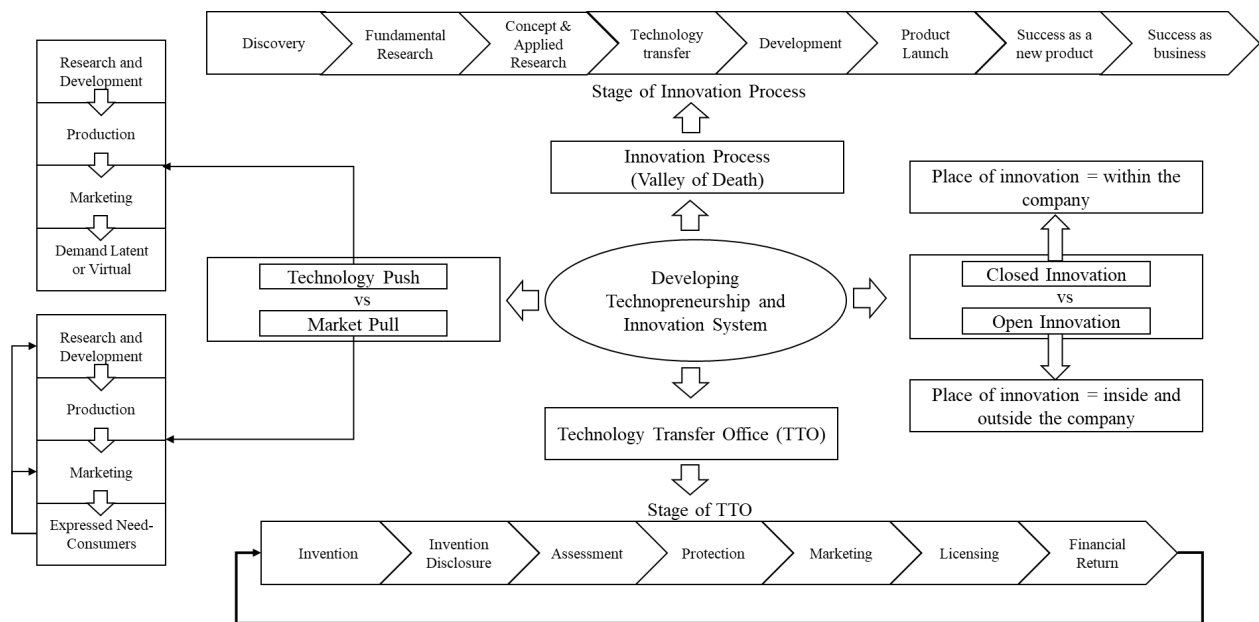 Discovery
Fundamental
Research
Concept &
Applied
Research
Technology
transfer
Development
Product
Launch
Success as a
new product
Success as
business
Stage of Innovation Process
Innovation Process
(Valley of Death)
Research and
Development
Production
Marketing
Demand Latent
or Virtual
Technology Push
vs
Market Pull
Research and
Development
Production
Marketing
Expressed Need-
Consumers
Developing
Technopreneurship and
Innovation System
Place of innovation = within the
company
Closed Innovation
vs
Open Innovation
Place of innovation = inside and
outside the company
Technology Transfer Office (TTO)
Stage of TTO
Invention
Invention
Disclosure
Assessment
Protection
Marketing
Licensing
Financial
Return